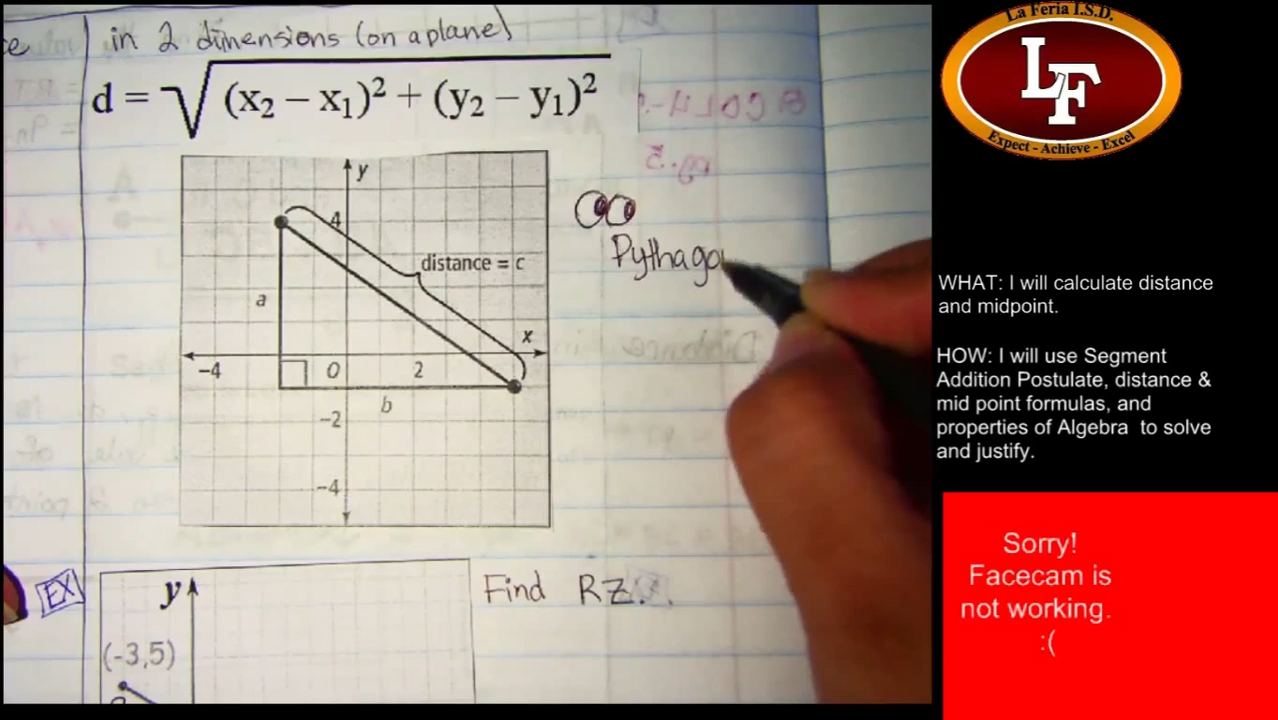 in 2 dimensions (on a plane)
d = √(x₂ − x₁)² + (y₂ − y₁)²
y
4
distance = c
a
x
-4
0
2
b
-2
-4
Pythago
EX
Find RZ.
y
(-3,5)
La Feria I.S.D.
LF
Expect - Achieve - Excel
WHAT: I will calculate distance
and midpoint.
HOW: I will use Segment
Addition Postulate, distance &
mid point formulas, and
properties of Algebra to solve
and justify.
Sorry!
Facecam is
not working.
:(